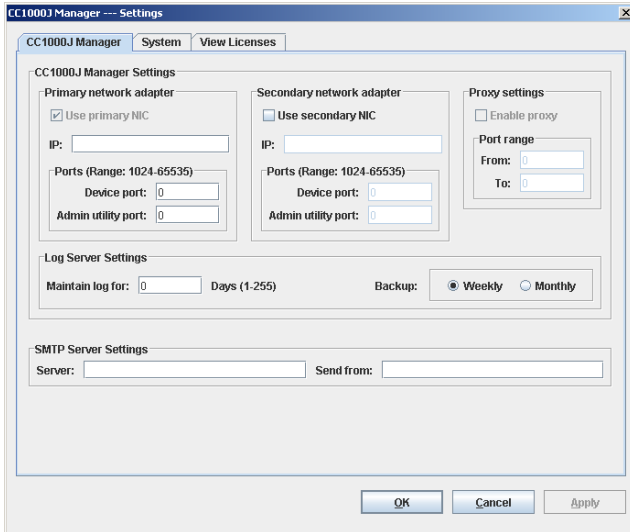 CC1000J Manager --- Settings
CC1000J Manager System View Licenses
CC1000J Manager Settings
Primary network adapter
Use primary NIC
IP:
Ports (Range: 1024-65535)
Device port: 0
Admin utility port: 0
Secondary network adapter
Use secondary NIC
IP:
Ports (Range: 1024-65535)
Device port: 0
Admin utility port: 0
Proxy settings
Enable proxy
Port range
From: 0
To: 0
Log Server Settings
Maintain log for: 0 Days (1-255) Backup: Weekly Monthly
SMTP Server Settings
Server: Send from:
OK Cancel Apply